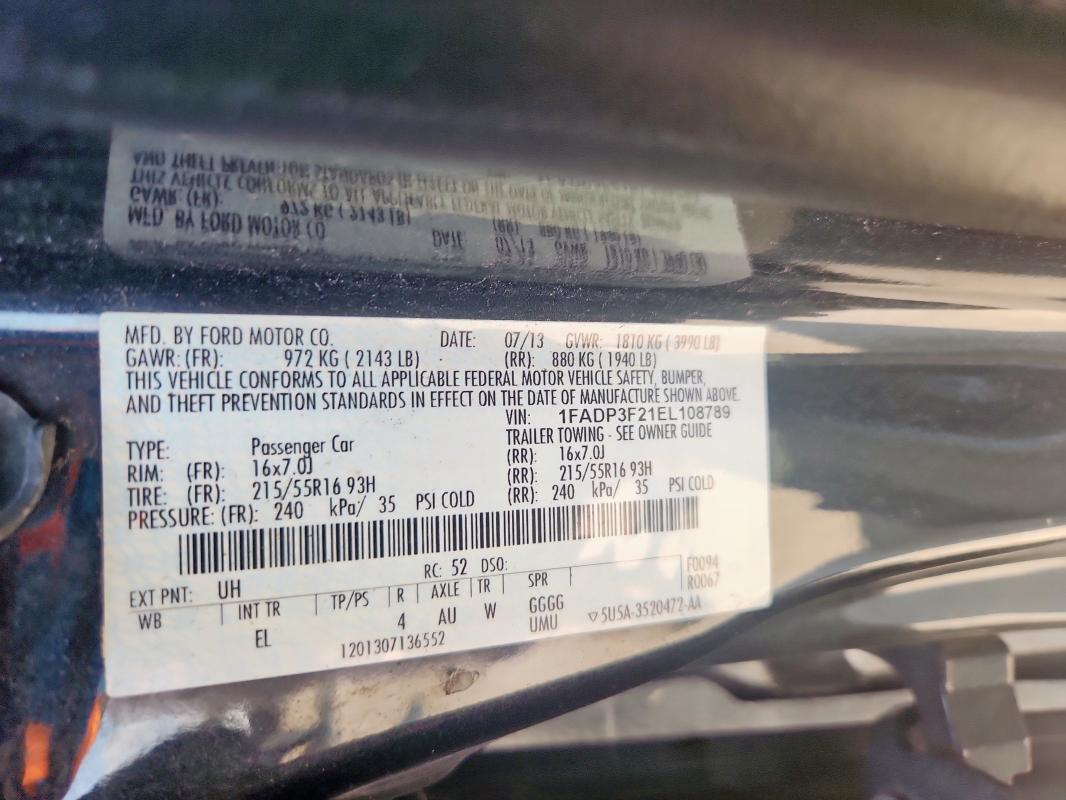 MFD. BY FORD MOTOR CO. DATE: 07/13 GVWR: 1810 KG ( 3990 LB)
GAWR: (FR): 972 KG ( 2143 LB) (RR): 880 KG ( 1940 LB)
THIS VEHICLE CONFORMS TO ALL APPLICABLE FEDERAL MOTOR VEHICLE SAFETY, BUMPER,
AND THEFT PREVENTION STANDARDS IN EFFECT ON THE DATE OF MANUFACTURE SHOWN ABOVE.
VIN: 1FADP3F21EL108789
TYPE: Passenger Car TRAILER TOWING - SEE OWNER GUIDE
RIM: (FR): 16x7.0J (RR): 16x7.0J
TIRE: (FR): 215/55R16 93H (RR): 215/55R16 93H
PRESSURE: (FR): 240 kPa/ 35 PSI COLD (RR): 240 kPa/ 35 PSI COLD
EXT PNT: UH RC: 52 DSO: F0094
R0067
WB INT TR TP/PS R AXLE TR SPR
EL 4 AU W GGGG
UMU
1201307136552 ▽5U5A-3520472-AA